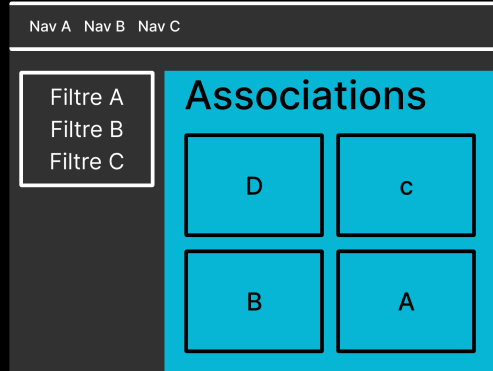 Nav A Nav B Nav C
Filtre A
Filtre B
Filtre C
Associations
D c
B A